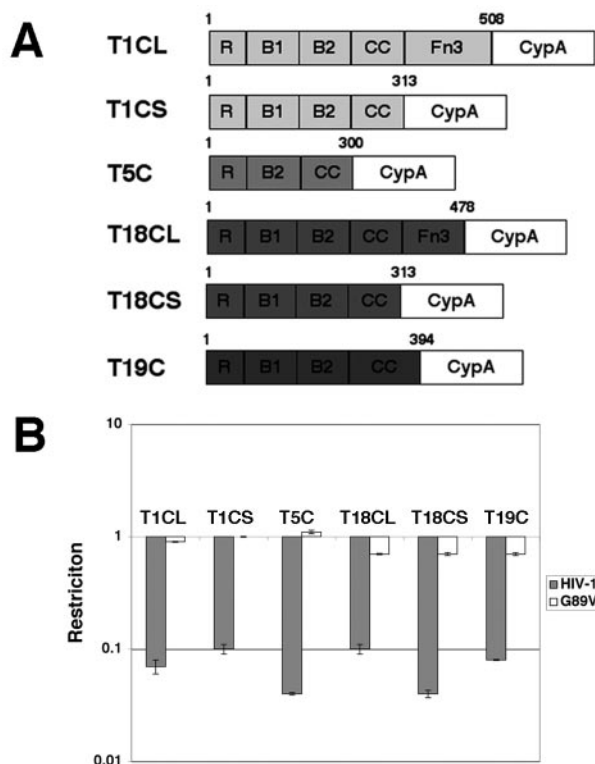 A
1 508
T1CL R B1 B2 CC Fn3 CypA
1 313
T1CS R B1 B2 CC CypA
1 300
T5C R B2 CC CypA
1 478
T18CL R B1 B2 CC Fn3 CypA
1 313
T18CS R B1 B2 CC CypA
1 394
T19C R B1 B2 CC CypA
B
10
T1CL T1CS T5C T18CL T18CS T19C
1
HIV-1
G89V
Restriciton
0.1
0.01